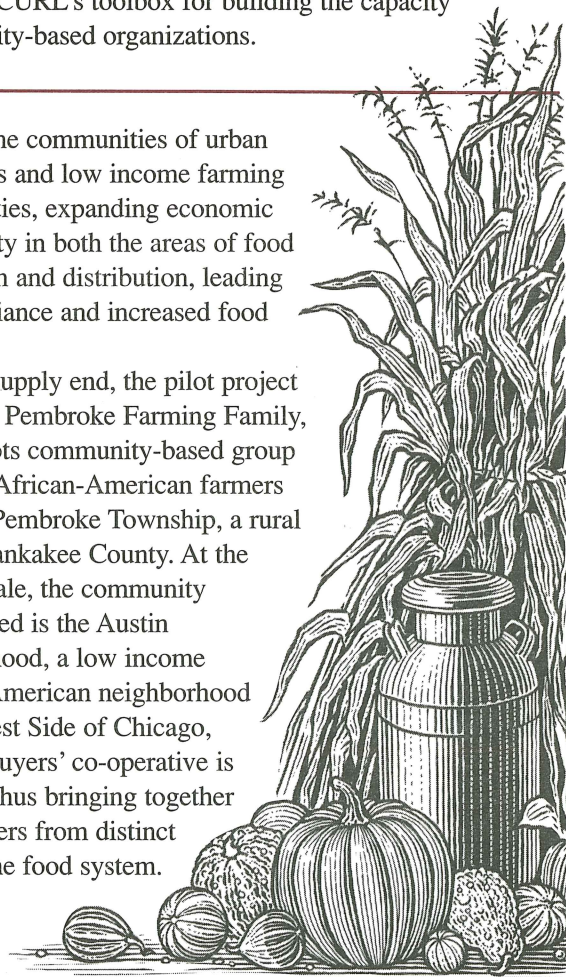 CURL's toolbox for building the capacity
ity-based organizations.
he communities of urban
s and low income farming
ties, expanding economic
ty in both the areas of food
n and distribution, leading
iance and increased food
upply end, the pilot project
Pembroke Farming Family,
ots community-based group
African-American farmers
Pembroke Township, a rural
ankakee County. At the
ale, the community
ed is the Austin
ood, a low income
American neighborhood
est Side of Chicago,
uyers' co-operative is
hus bringing together
ers from distinct
he food system.